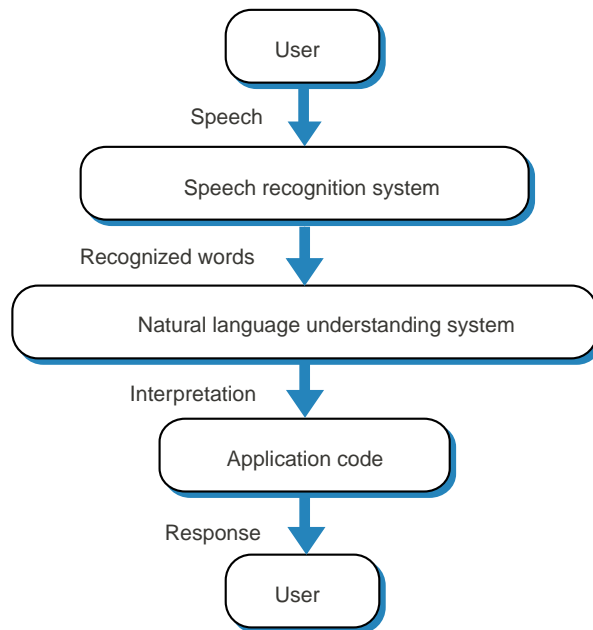 User
Speech
Speech recognition system
Recognized words
Natural language understanding system
Interpretation
Application code
Response
User